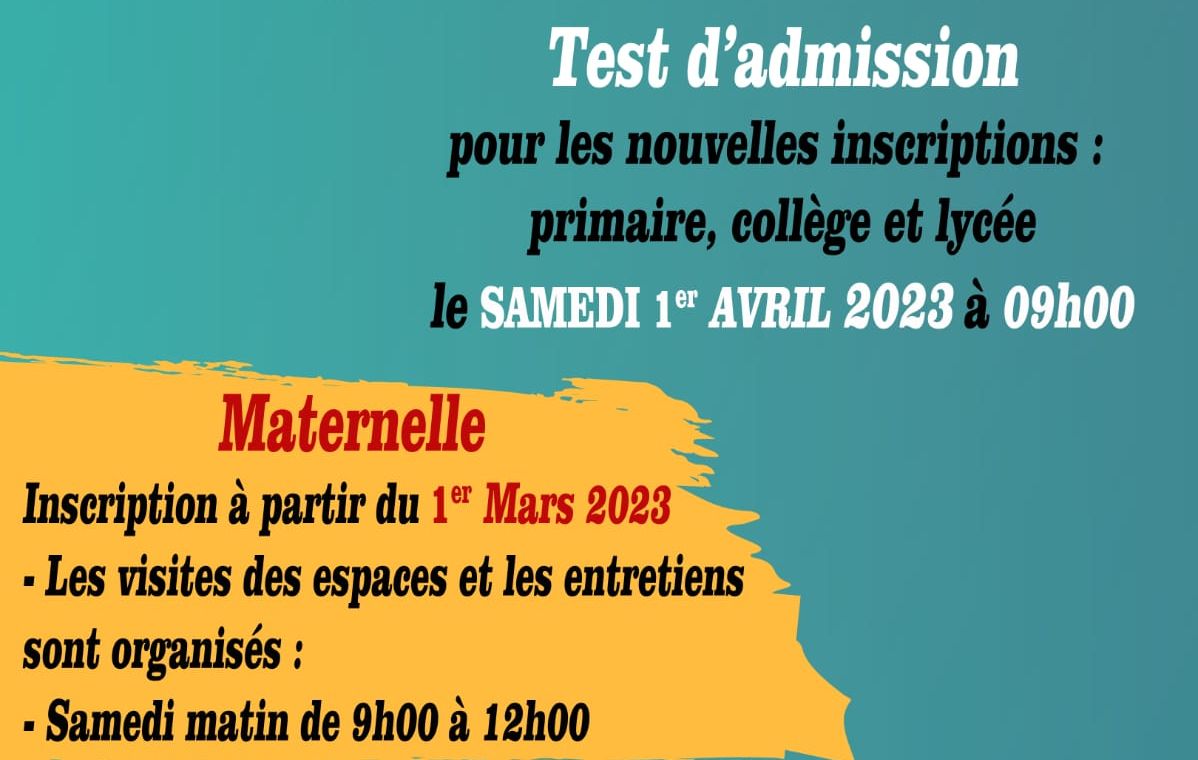 Test d'admission
pour les nouvelles inscriptions :
primaire, collège et lycée
le SAMEDI 1er AVRIL 2023 à 09h00
Maternelle
Inscription à partir du 1er Mars 2023
- Les visites des espaces et les entretiens
sont organisés :
- Samedi matin de 9h00 à 12h00